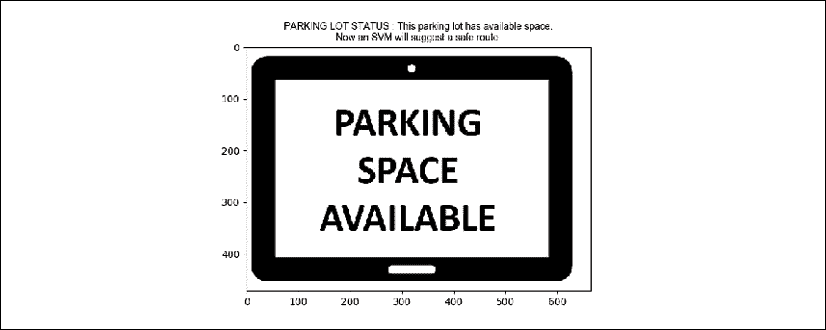 PARKING LOT STATUS : This parking lot has available space.
Now an SVM will suggest a safe route
0
100
200
300
400
PARKING
SPACE
AVAILABLE
0 100 200 300 400 500 600